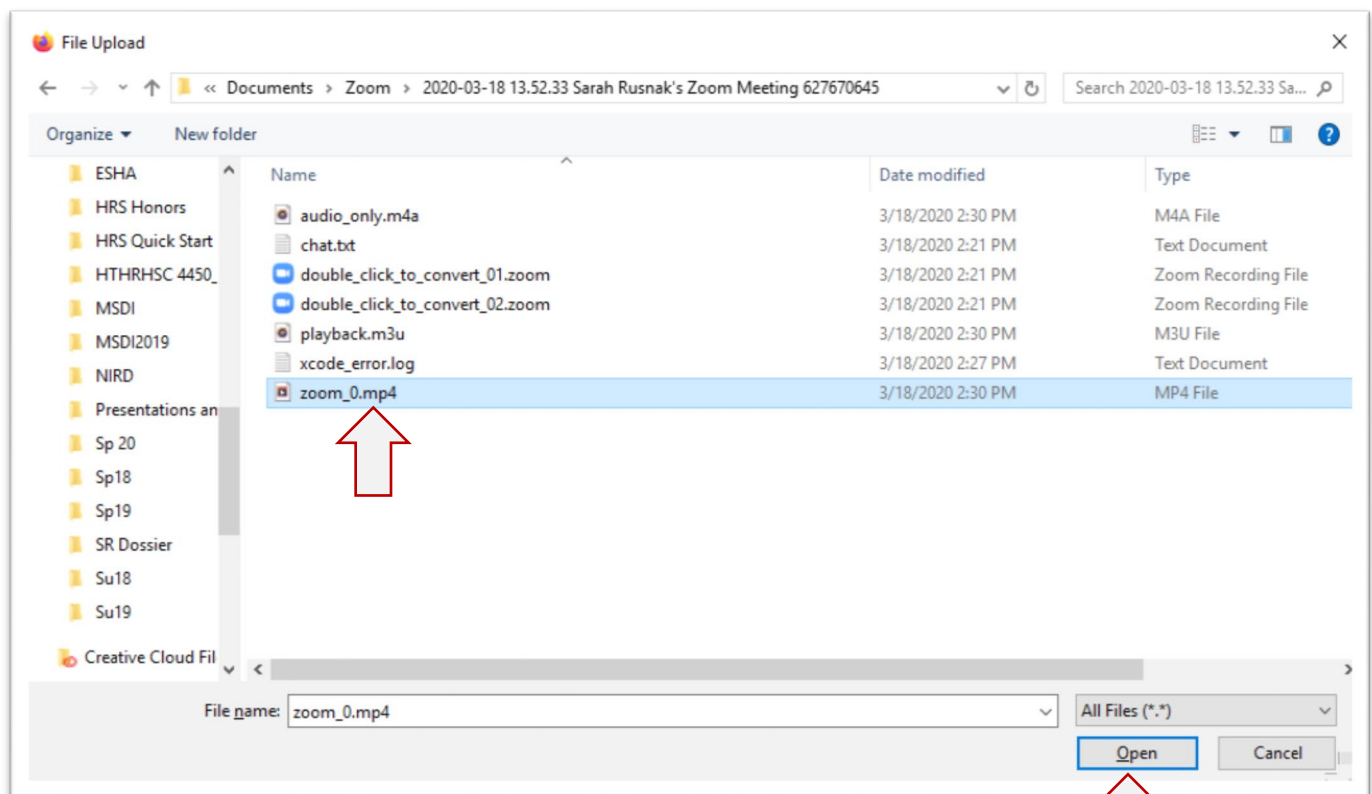 File Upload
« Documents › Zoom › 2020-03-18 13.52.33 Sarah Rusnak's Zoom Meeting 627670645
Search 2020-03-18 13.52.33 Sa...
Organize
New folder
ESHA
HRS Honors
HRS Quick Start
HTHRHSC 4450_
MSDI
MSDI2019
NIRD
Presentations an
Sp 20
Sp18
Sp19
SR Dossier
Su18
Su19
Creative Cloud Fil
Name Date modified Type
audio_only.m4a 3/18/2020 2:30 PM M4A File
chat.txt 3/18/2020 2:21 PM Text Document
double_click_to_convert_01.zoom 3/18/2020 2:21 PM Zoom Recording File
double_click_to_convert_02.zoom 3/18/2020 2:21 PM Zoom Recording File
playback.m3u 3/18/2020 2:30 PM M3U File
xcode_error.log 3/18/2020 2:27 PM Text Document
zoom_0.mp4 3/18/2020 2:30 PM MP4 File
File name: zoom_0.mp4
All Files (*.*)
Open Cancel